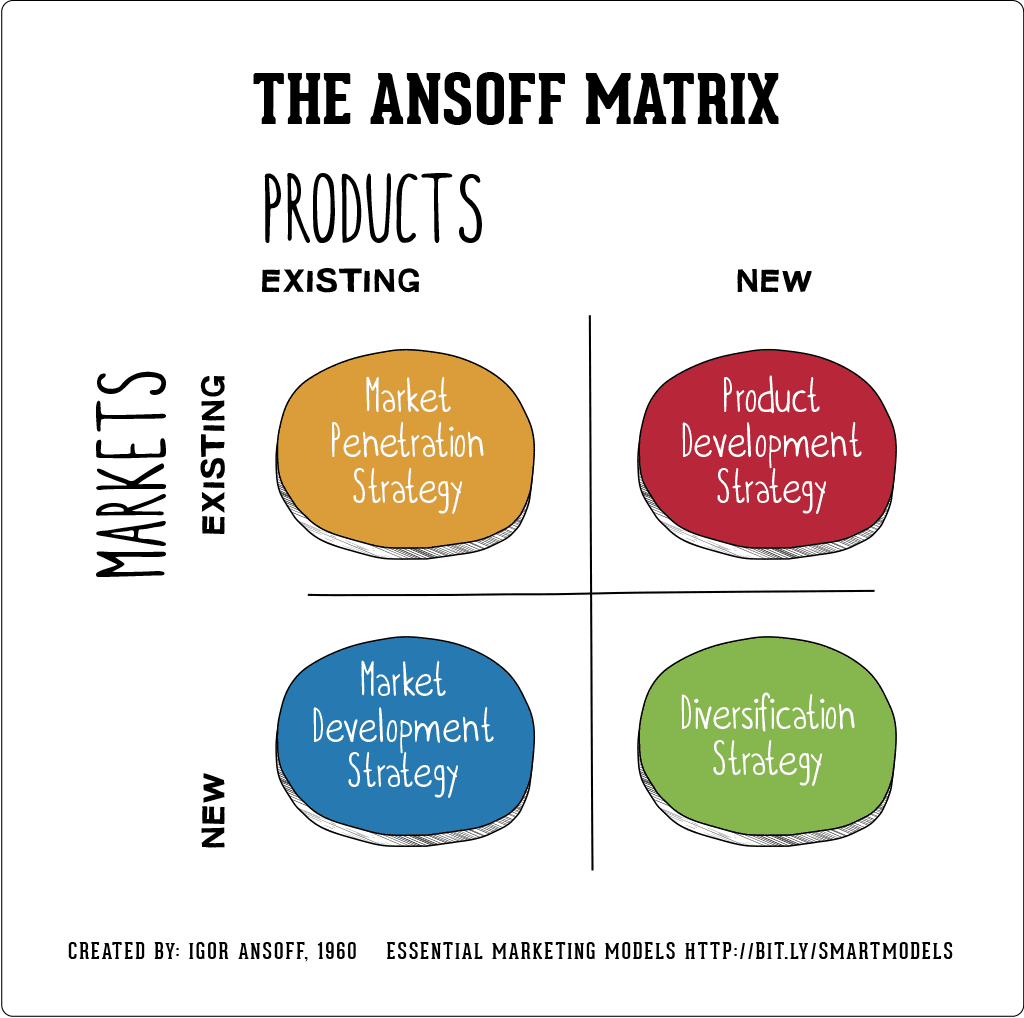 THE ANSOFF MATRIX
PRODUCTS
EXISTING
NEW
MARKETS
EXISTING
Market
Penetration
Strategy
Product
Development
Strategy
NEW
Market
Development
Strategy
Diversification
Strategy
CREATED BY: IGOR ANSOFF, 1960
ESSENTIAL MARKETING MODELS HTTP://BIT.LY/SMARTMODELS